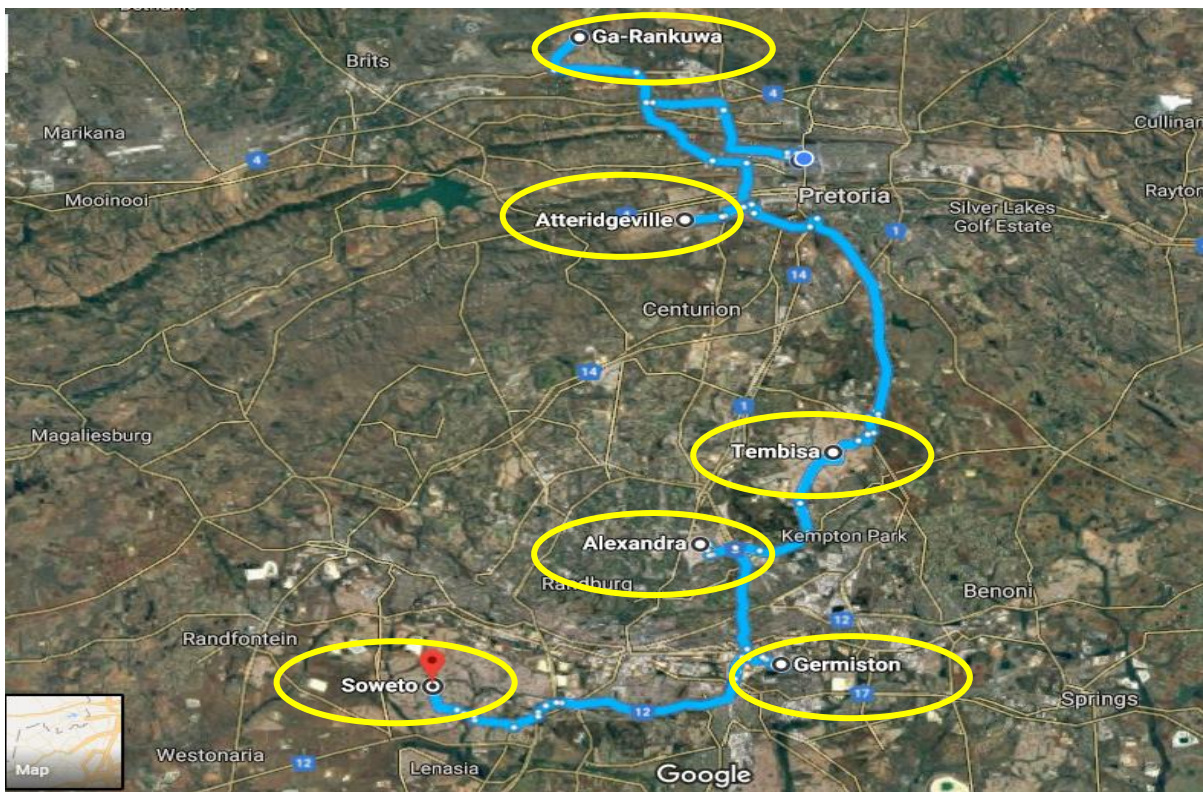 Ga-Rankuwa
Brits
4
Cullinan
Marikana
4
Mooinooi
Rayton
Pretoria
Atteridgeville
Silver Lakes
Golf Estate
1
14
Centurion
14
1
Magaliesburg
Tembisa
Kempton Park
Alexandra
Randburg
Benoni
12
Randfontein
Germiston
Soweto
17
Springs
12
Westonaria
12
Lenasia
Google
Map